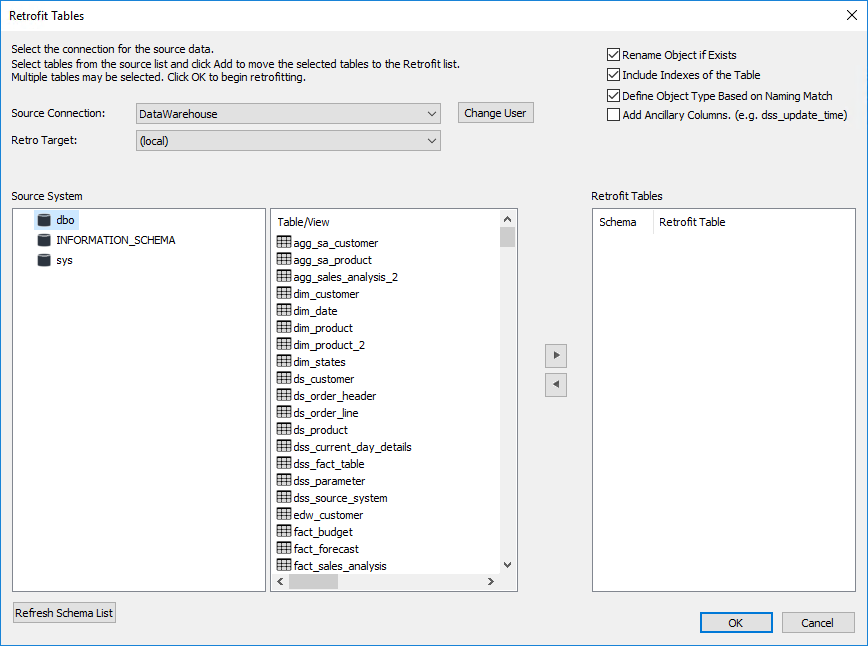 Retrofit Tables
Select the connection for the source data.
Select tables from the source list and click Add to move the selected tables to the Retrofit list.
Multiple tables may be selected. Click OK to begin retrofitting.
Rename Object if Exists
Include Indexes of the Table
Define Object Type Based on Naming Match
Add Ancillary Columns. (e.g. dss_update_time)
Source Connection:
DataWarehouse
Change User
Retro Target:
(local)
Source System
dbo
INFORMATION_SCHEMA
sys
Table/View
agg_sa_customer
agg_sa_product
agg_sales_analysis_2
dim_customer
dim_date
dim_product
dim_product_2
dim_states
ds_customer
ds_order_header
ds_order_line
ds_product
dss_current_day_details
dss_fact_table
dss_parameter
dss_source_system
edw_customer
fact_budget
fact_forecast
fact_sales_analysis
Retrofit Tables
Schema
Retrofit Table
Refresh Schema List
OK
Cancel